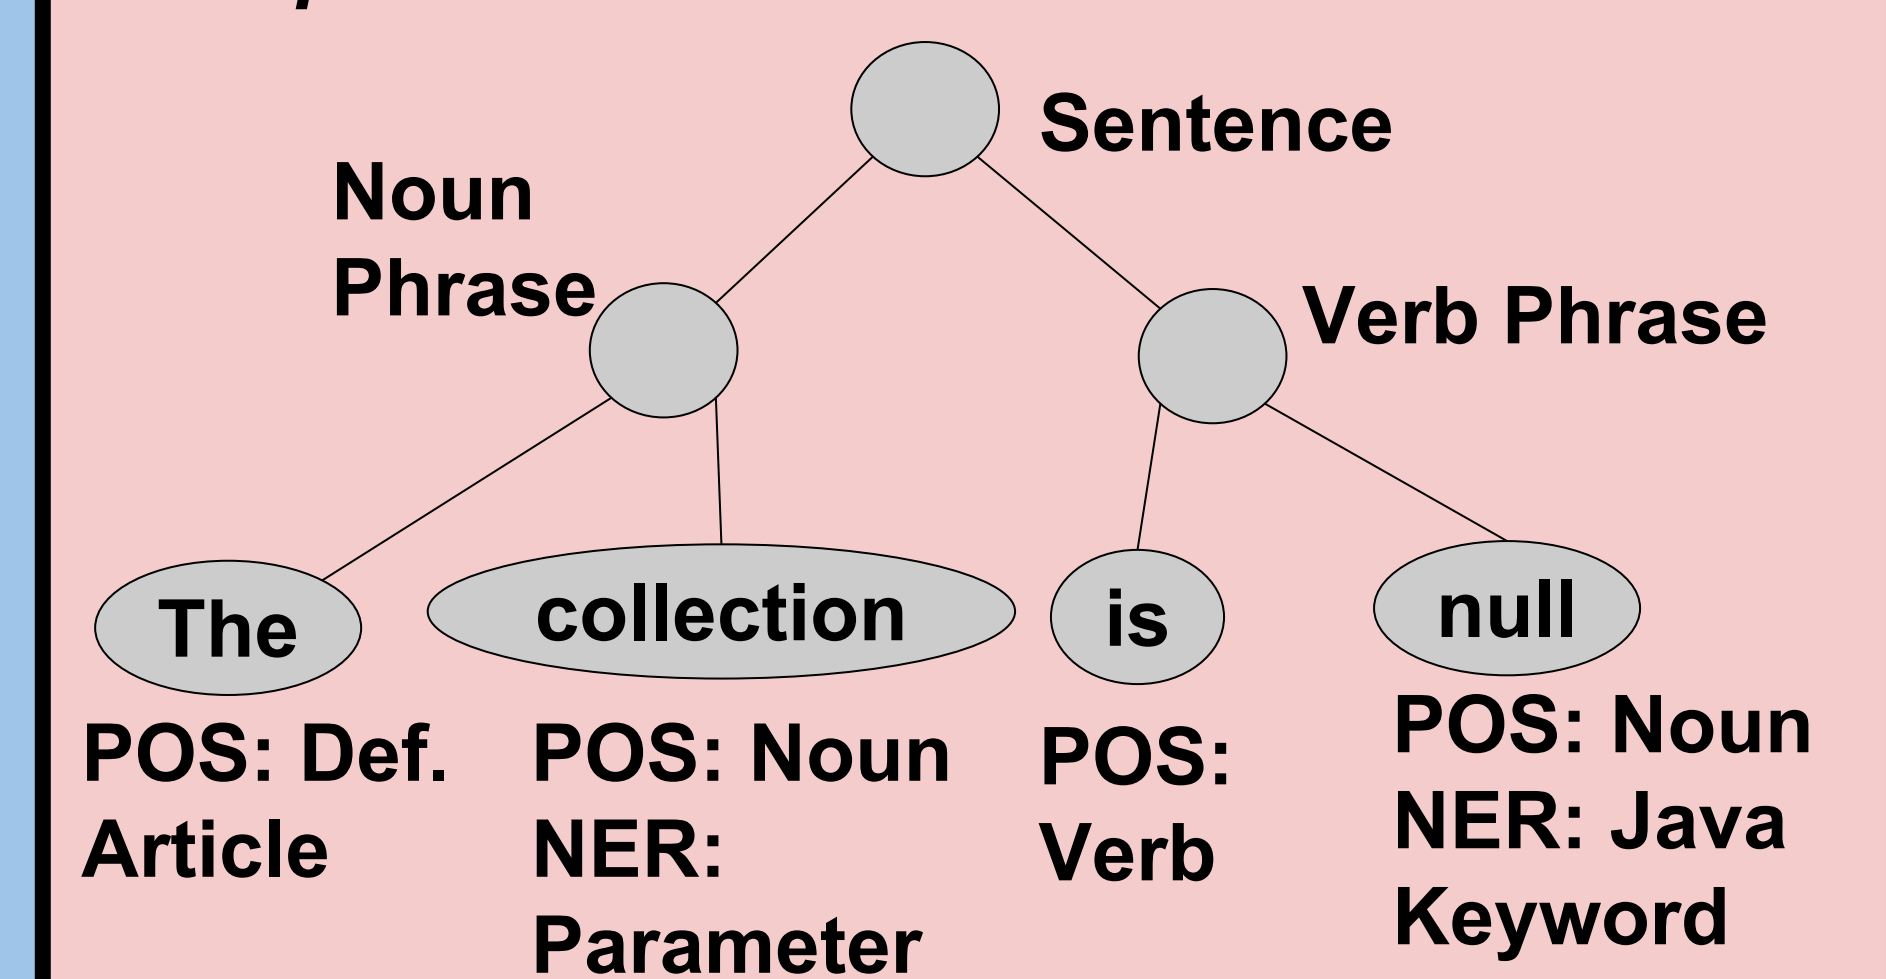 Sentence
Noun
Phrase
Verb Phrase
The
collection
is
null
POS: Def.
Article
POS: Noun
NER:
Parameter
POS:
Verb
POS: Noun
NER: Java
Keyword